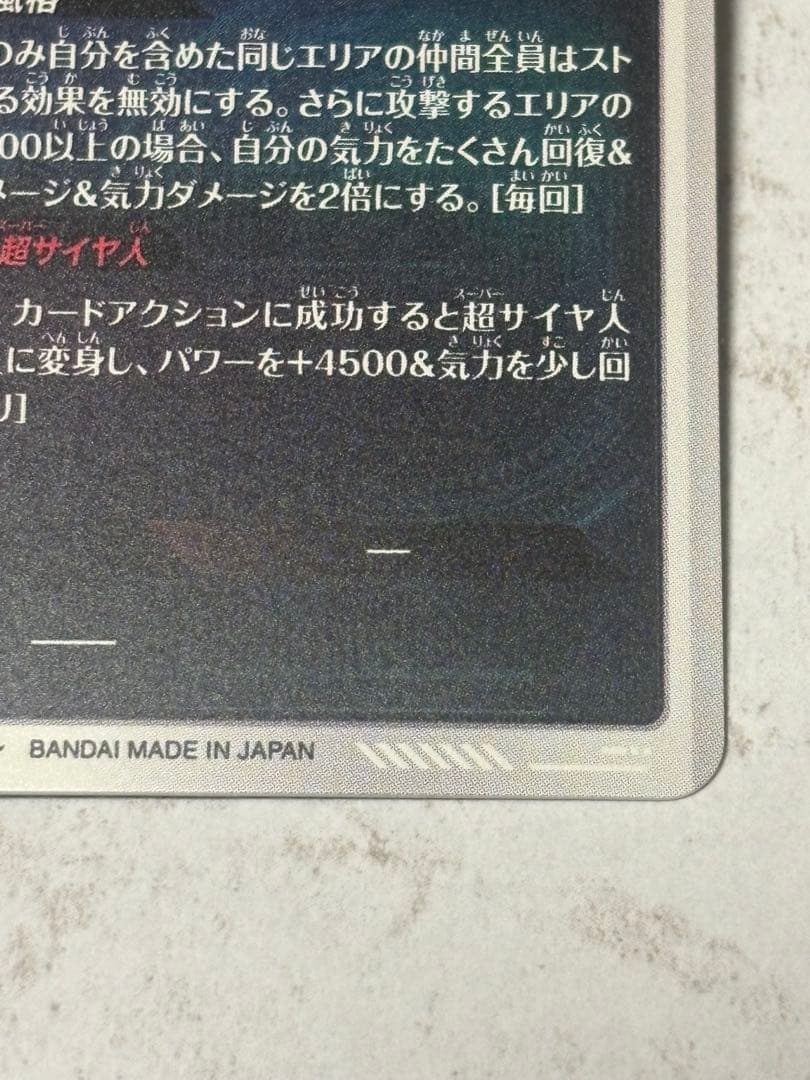 風格
のみ自分を含めた同じエリアの仲間全員はスト
る効果を無効にする。さらに攻撃するエリアの
00以上の場合、自分の気力をたくさん回復&
メージ&気力ダメージを2倍にする。[毎回]
超サイヤ人
カードアクションに成功すると超サイヤ人
に変身し、パワーを+4500&気力を少し回
リ]
BANDAI MADE IN JAPAN